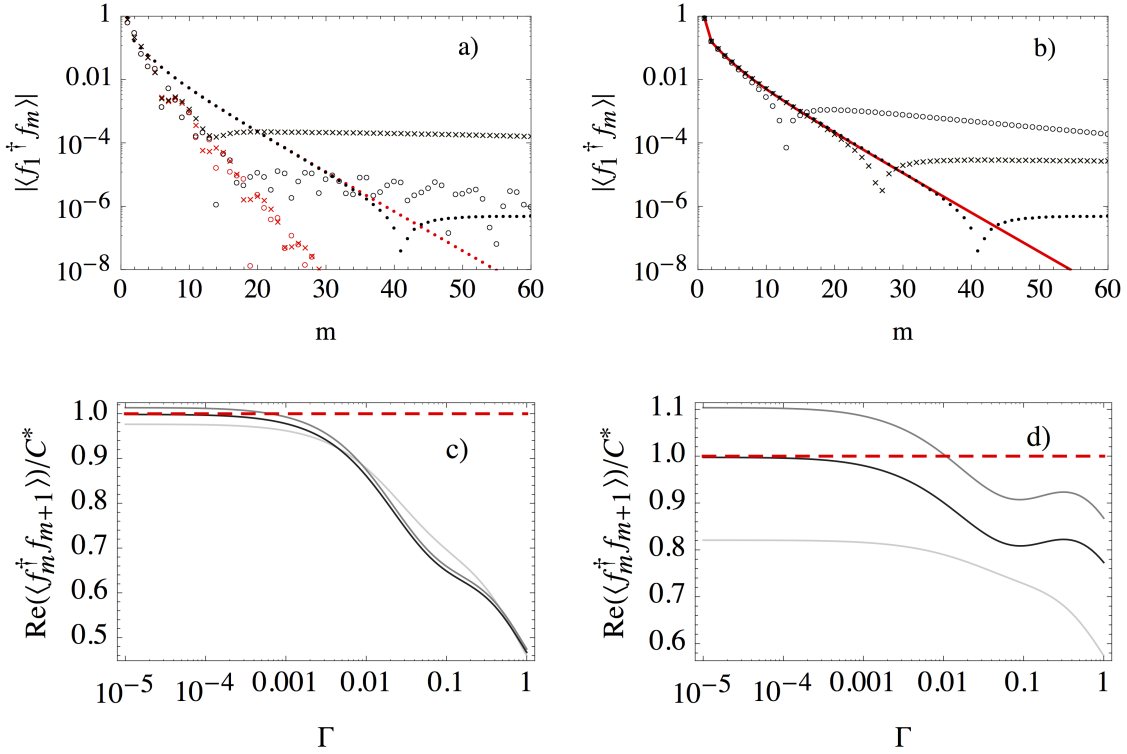 1
0.01
10⁻⁴
10⁻⁶
10⁻⁸
0 10 20 30 40 50 60
|⟨f₁† fₘ⟩|
m
a)
1
0.01
10⁻⁴
10⁻⁶
10⁻⁸
0 10 20 30 40 50 60
|⟨f₁† fₘ⟩|
m
b)
1.0
0.9
0.8
0.7
0.6
0.5
10⁻⁵ 10⁻⁴ 0.001 0.01 0.1 1
Re(⟨fₘ† fₘ₊₁⟩)/C*
Γ
c)
1.1
1.0
0.9
0.8
0.7
0.6
10⁻⁵ 10⁻⁴ 0.001 0.01 0.1 1
Re(⟨fₘ† fₘ₊₁⟩)/C*
Γ
d)